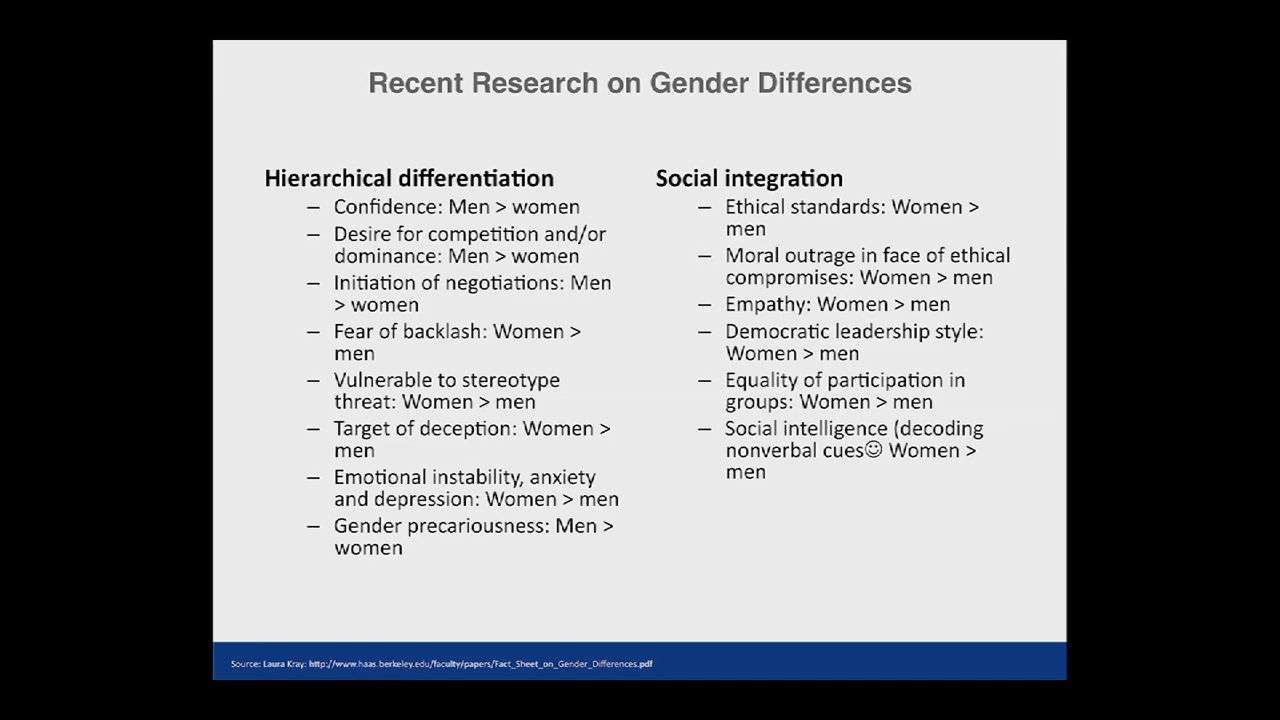 Recent Research on Gender Differences
Hierarchical differentiation
– Confidence: Men > women
– Desire for competition and/or
dominance: Men > women
– Initiation of negotiations: Men
> women
– Fear of backlash: Women >
men
– Vulnerable to stereotype
threat: Women > men
– Target of deception: Women >
men
– Emotional instability, anxiety
and depression: Women > men
– Gender precariousness: Men >
women
Social integration
– Ethical standards: Women >
men
– Moral outrage in face of ethical
compromises: Women > men
– Empathy: Women > men
– Democratic leadership style:
Women > men
– Equality of participation in
groups: Women > men
– Social intelligence (decoding
nonverbal cues☺ Women >
men
Source: Laura Kray: http://www.haas.berkeley.edu/faculty/papers/Fact_Sheet_on_Gender_Differences.pdf